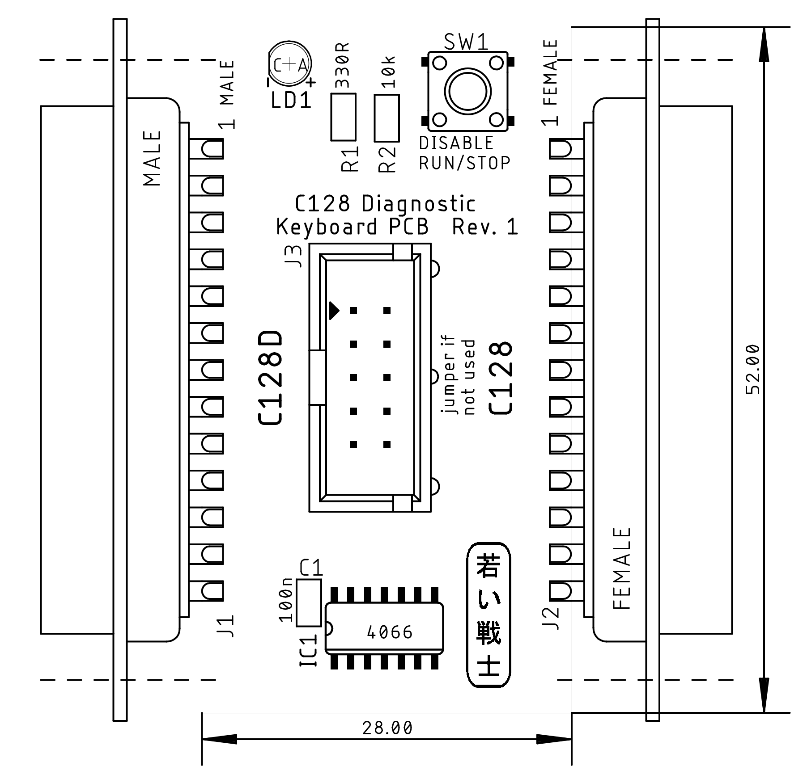 C+A
- +
LD1
330R
R1
10k
R2
SW1
DISABLE
RUN/STOP
1 MALE
MALE
1 FEMALE
C128 Diagnostic
Keyboard PCB Rev. 1
J3
C128D
jumper if
not used
C128
52.00
FEMALE
J1
J2
C1
100n
IC1
4066
若い戦士
28.00